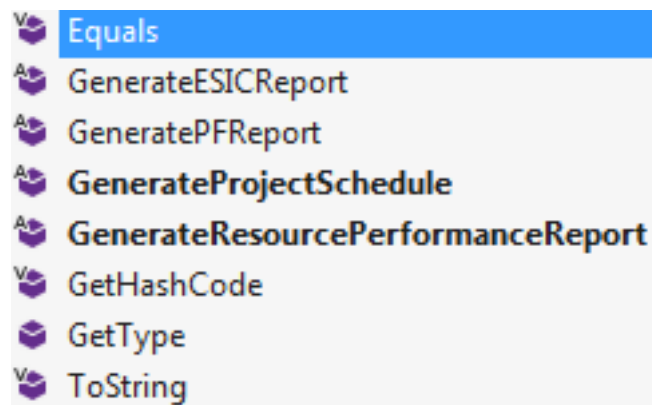 Equals
GenerateESICReport
GeneratePFReport
GenerateProjectSchedule
GenerateResourcePerformanceReport
GetHashCode
GetType
ToString